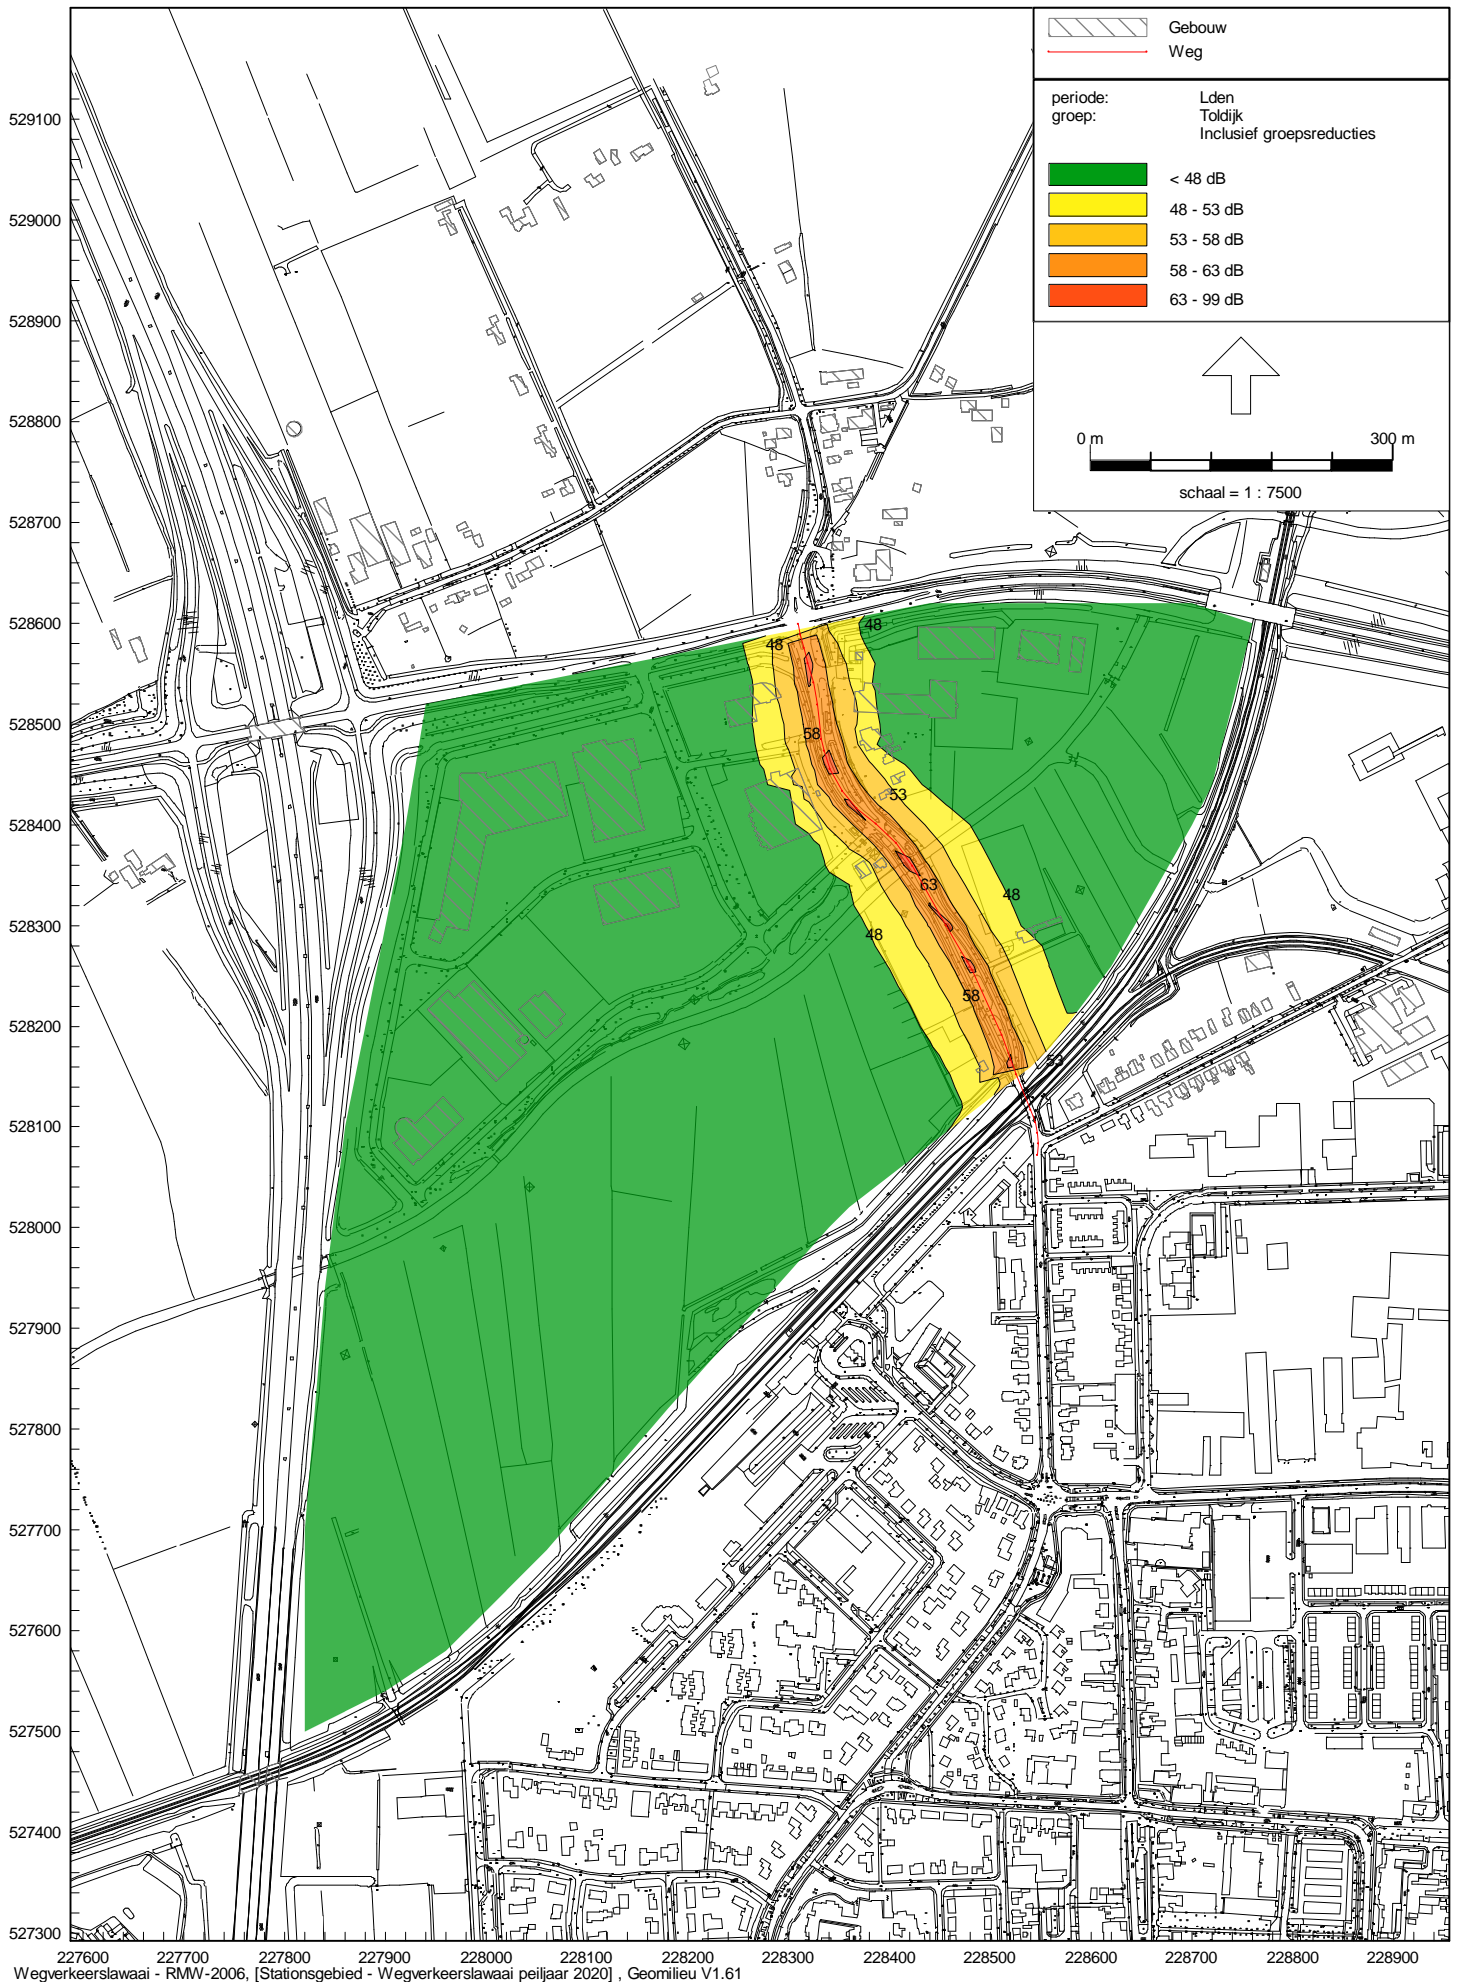 Gebouw
Weg
periode: Lden
groep: Toldijk
Inclusief groepsreducties
< 48 dB
48 - 53 dB
53 - 58 dB
58 - 63 dB
63 - 99 dB
0 m 300 m
schaal = 1 : 7500
529100
529000
528900
528800
528700
528600
528500
528400
528300
528200
528100
528000
527900
527800
527700
527600
527500
527400
527300
48
48
58
53
63
48
48
58
53
227600 227700 227800 227900 228000 228100 228200 228300 228400 228500 228600 228700 228800 228900
Wegverkeerslawaai - RMW-2006, [Stationsgebied - Wegverkeerslawaai peiljaar 2020] , Geomilieu V1.61